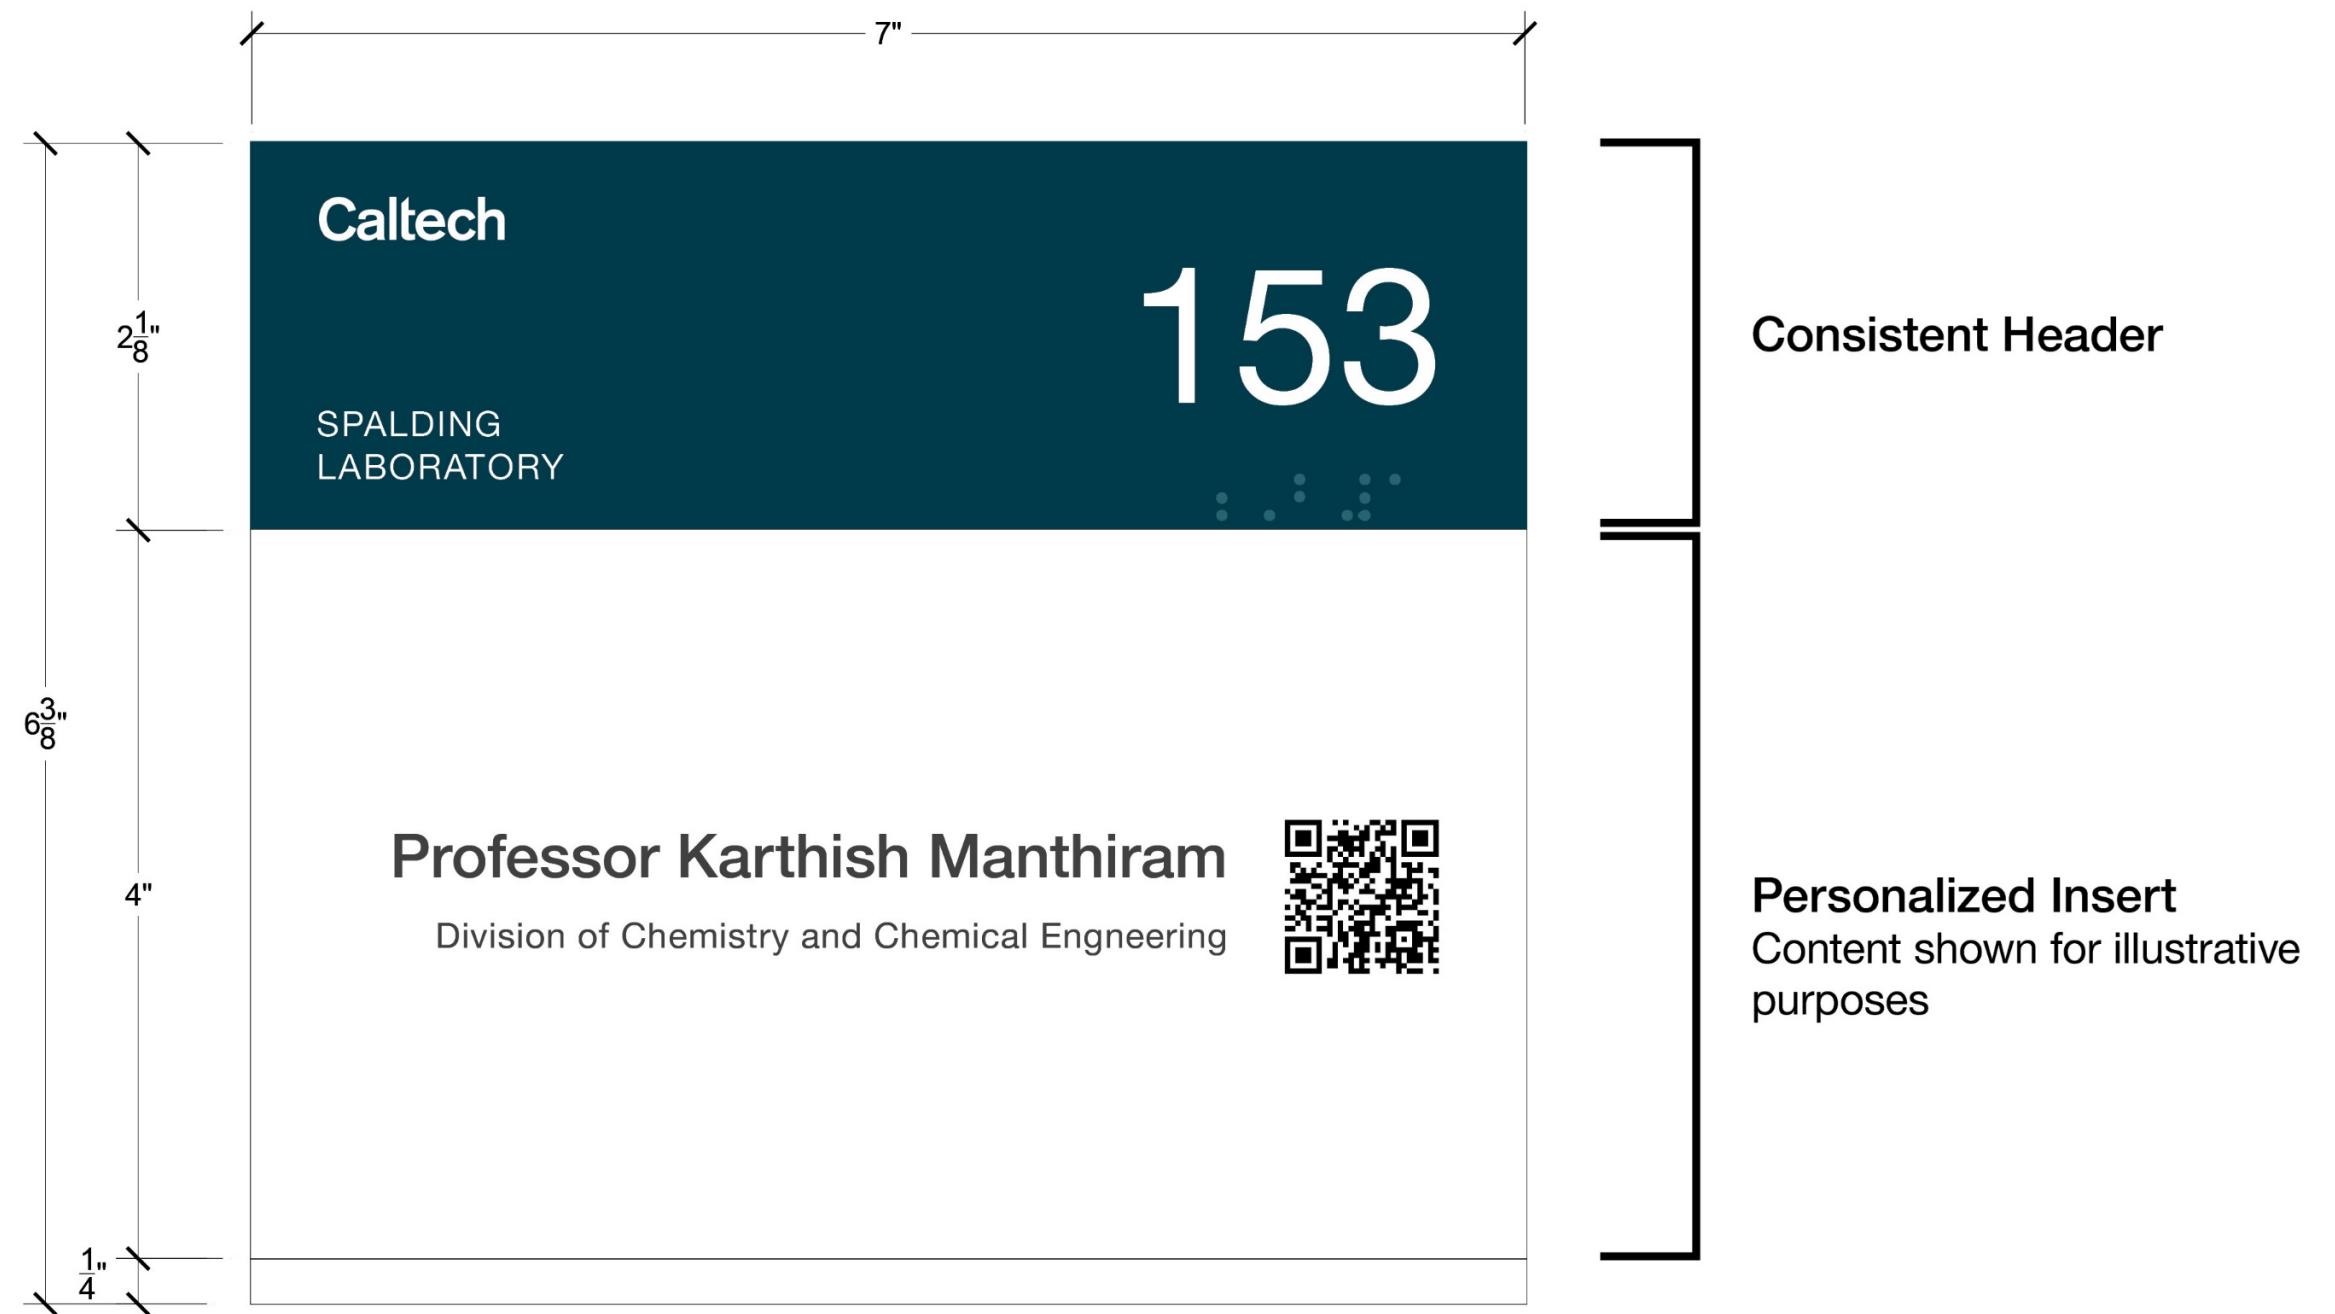 7"
Caltech
153
2 1/8"
Consistent Header
SPALDING
LABORATORY
6 3/8"
Professor Karthish Manthiram
4"
Division of Chemistry and Chemical Engneering
Personalized Insert
Content shown for illustrative
purposes
1/4"